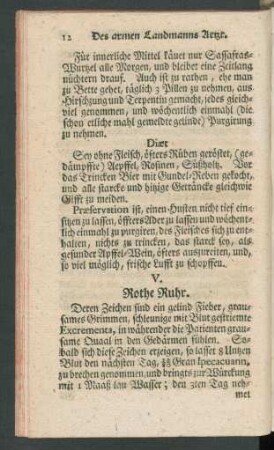 12 Des armen Landmanns Artzt.
Für innerliche Mittel käuet nur Sassafras-
Wurtzel alle Morgen, und bleibet eine Zeitlang
nüchtern drauf. Auch ist zu rathen, ehe man
zu Bette gehet, täglich 3 Pillen zu nehmen, aus
Hirschzung und Terpentin gemacht, jedes gleich-
viel genommen, und wöchentlich einmahl (die
schon etliche mahl gemeldte gelinde) Purgirung
zu nehmen.
Diæt
Sey ohne Fleisch, öfters Rüben geröstet, (ge-
dämpffte) Aepffel, Rosinen, Süßholtz. Vor
das Trincken Bier mit Gundel-Reben gekocht,
und alle starcke und hitzige Geträncke gleichwie
Gifft zu meiden.
Præservation ist, einen Husten nicht tief ein-
sitzen zu lassen, öffters Ader zu lassen und wöchent-
lich einmahl zu purgiren, des Fleisches sich zu ent-
halten, nichts zu trincken, das starck sey, als
gesunder Apffel-Wein, öfters auszureiten, und,
so viel möglich, frische Lufft zu schöpffen.
V.
Rothe Ruhr.
Deren Zeichen sind ein gelind Fieber, grau-
sames Grimmen, schleunige mit Blut gestriemte
Excrements, in währender die Patienten grau-
same Quaal in den Gedärmen fühlen. So-
bald sich diese Zeichen erzeigen, so lasset 8 Untzen
Blut den nächsten Tag, Gran Ipecacuann,
zu brechen genommen, und bringts zur Würckung
mit 1 Maaß lau Wasser; den 3ten Tag neh-
met